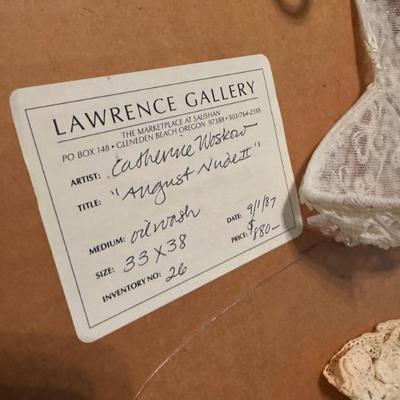 LAWRENCE GALLERY
THE MARKETPLACE AT SALISHAN
PO BOX 148 • GLENEDEN BEACH OREGON 97388 • 503/764-2318
ARTIST: Catherine Moskow
TITLE: "August Nude II"
MEDIUM: oilwash
DATE: 9/1/87
SIZE: 33 X 38
PRICE: $880—
INVENTORY NO: 26